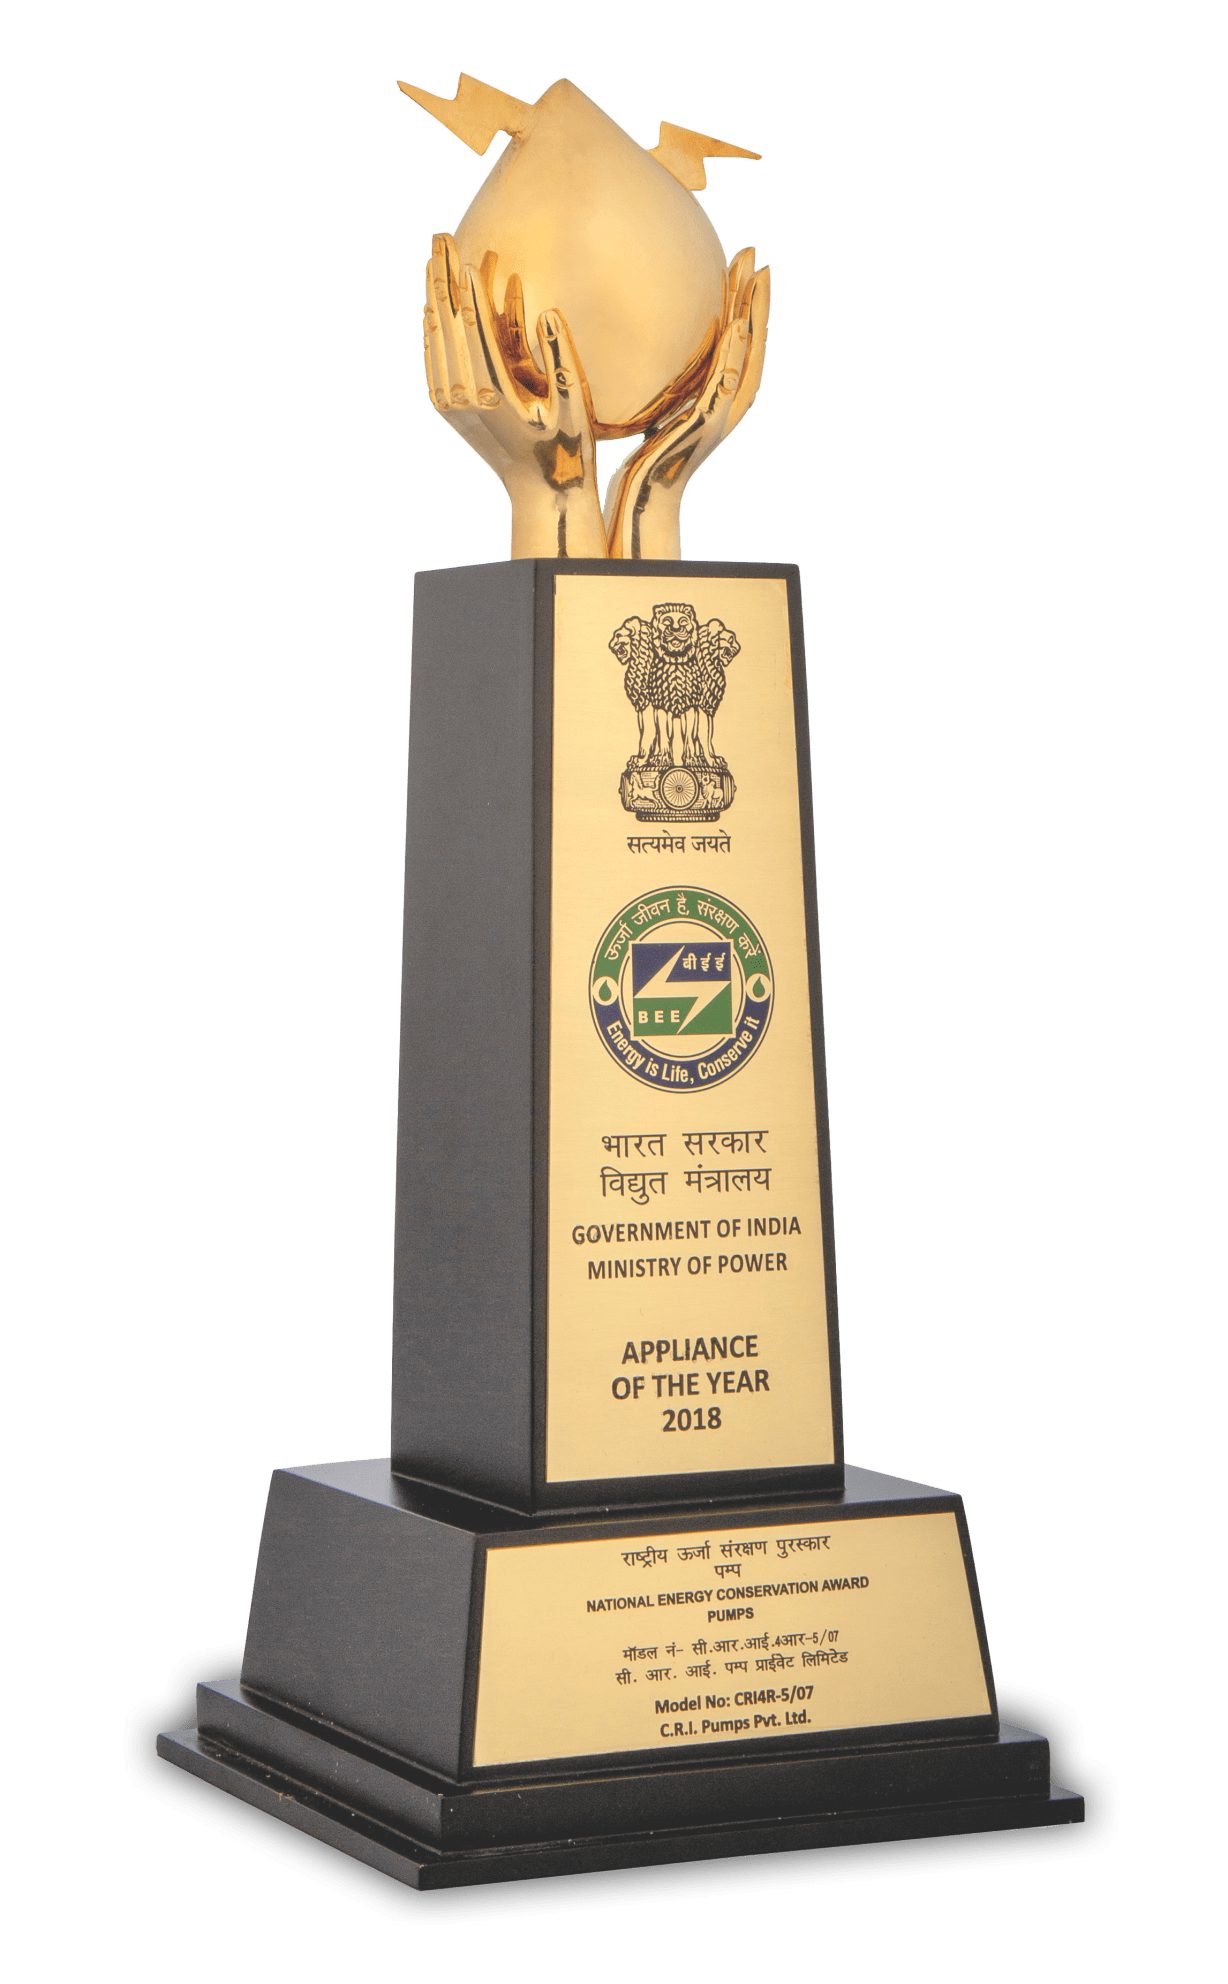 सत्यमेव जयते
ऊर्जा जीवन है, संरक्षण करें
बी ई ई
BEE
Energy is Life, Conserve it
भारत सरकार
विद्युत मंत्रालय
GOVERNMENT OF INDIA
MINISTRY OF POWER
APPLIANCE
OF THE YEAR
2018
राष्ट्रीय ऊर्जा संरक्षण पुरस्कार
पम्प
NATIONAL ENERGY CONSERVATION AWARD
PUMPS
मॉडल नं- सी.आर.आई.4आर-5/07
सी. आर. आई. पम्प प्राईवेट लिमिटेड
Model No: CRI4R-5/07
C.R.I. Pumps Pvt. Ltd.